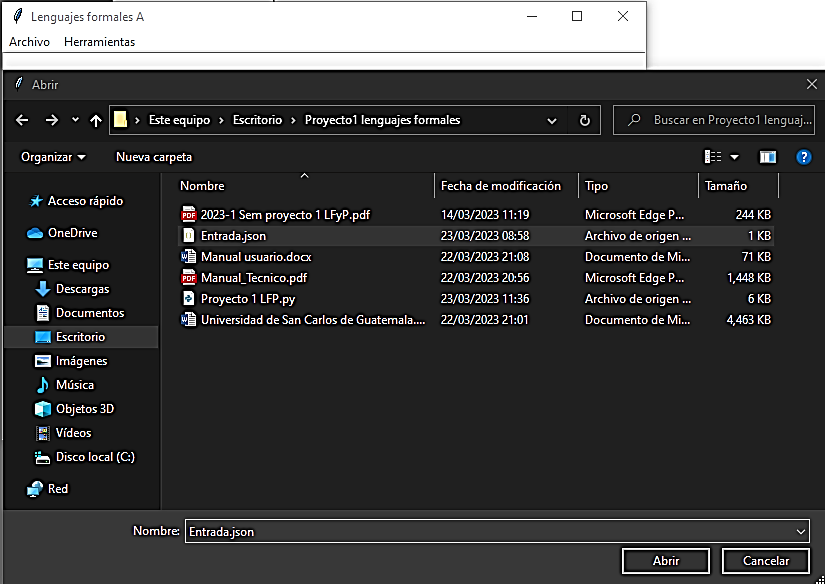 Lenguajes formales A
Archivo Herramientas
Abrir
Este equipo > Escritorio > Proyecto1 lenguajes formales
Buscar en Proyecto1 lenguaj...
Organizar Nueva carpeta
Nombre Fecha de modificación Tipo Tamaño
Acceso rápido
OneDrive
Este equipo
Descargas
Documentos
Escritorio
Imágenes
Música
Objetos 3D
Vídeos
Disco local (C:)
Red
2023-1 Sem proyecto 1 LFyP.pdf 14/03/2023 11:19 Microsoft Edge P... 244 KB
Entrada.json 23/03/2023 08:58 Archivo de origen ... 1 KB
Manual usuario.docx 22/03/2023 21:08 Documento de Mi... 71 KB
Manual_Tecnico.pdf 22/03/2023 20:56 Microsoft Edge P... 1,448 KB
Proyecto 1 LFP.py 23/03/2023 11:36 Archivo de origen ... 6 KB
Universidad de San Carlos de Guatemala.... 22/03/2023 21:01 Documento de Mi... 4,463 KB
Nombre: Entrada.json
Abrir Cancelar